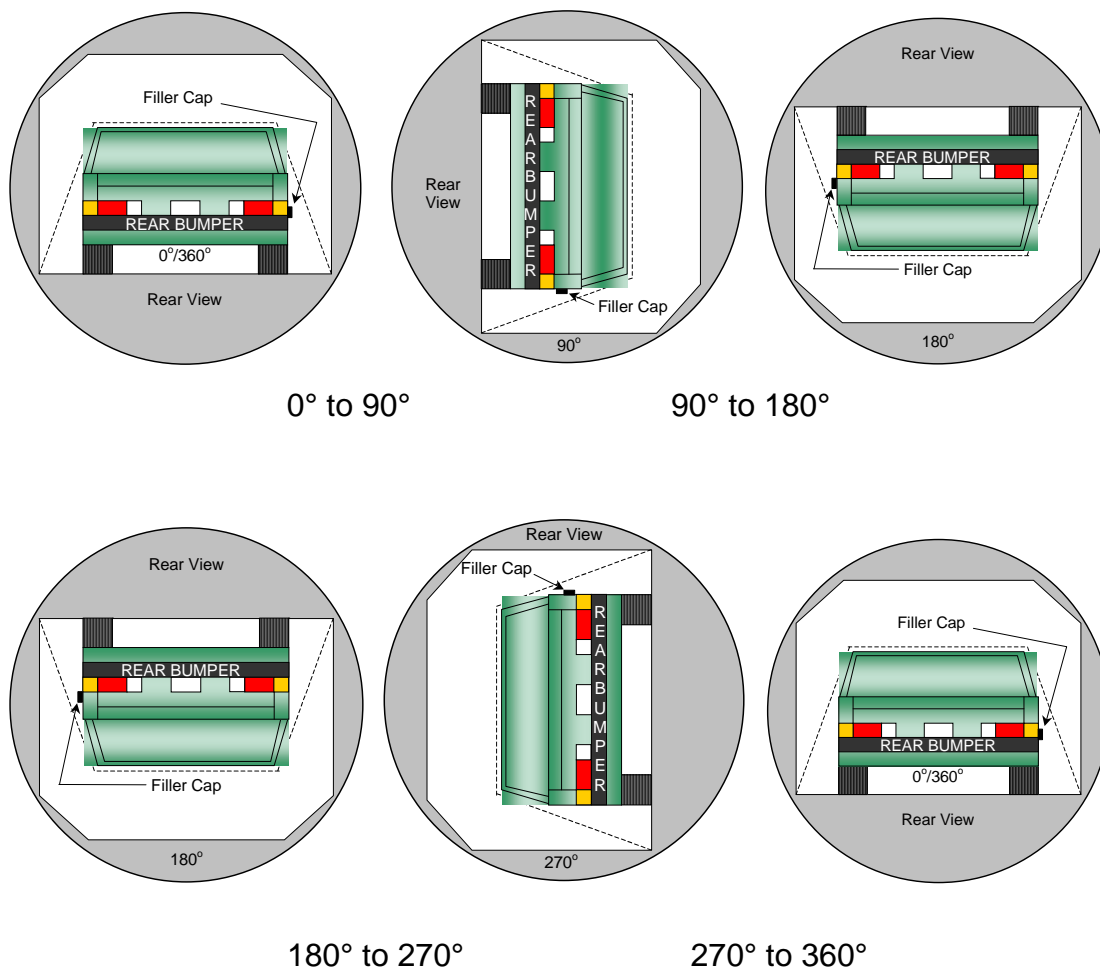 Filler Cap
REAR BUMPER
0°/360°
Rear View
Rear
View
REARBUMPER
Filler Cap
90°
Rear View
REAR BUMPER
Filler Cap
180°
0° to 90°
90° to 180°
Rear View
REAR BUMPER
Filler Cap
180°
Rear View
Filler Cap
REARBUMPER
270°
Filler Cap
REAR BUMPER
0°/360°
Rear View
180° to 270°
270° to 360°